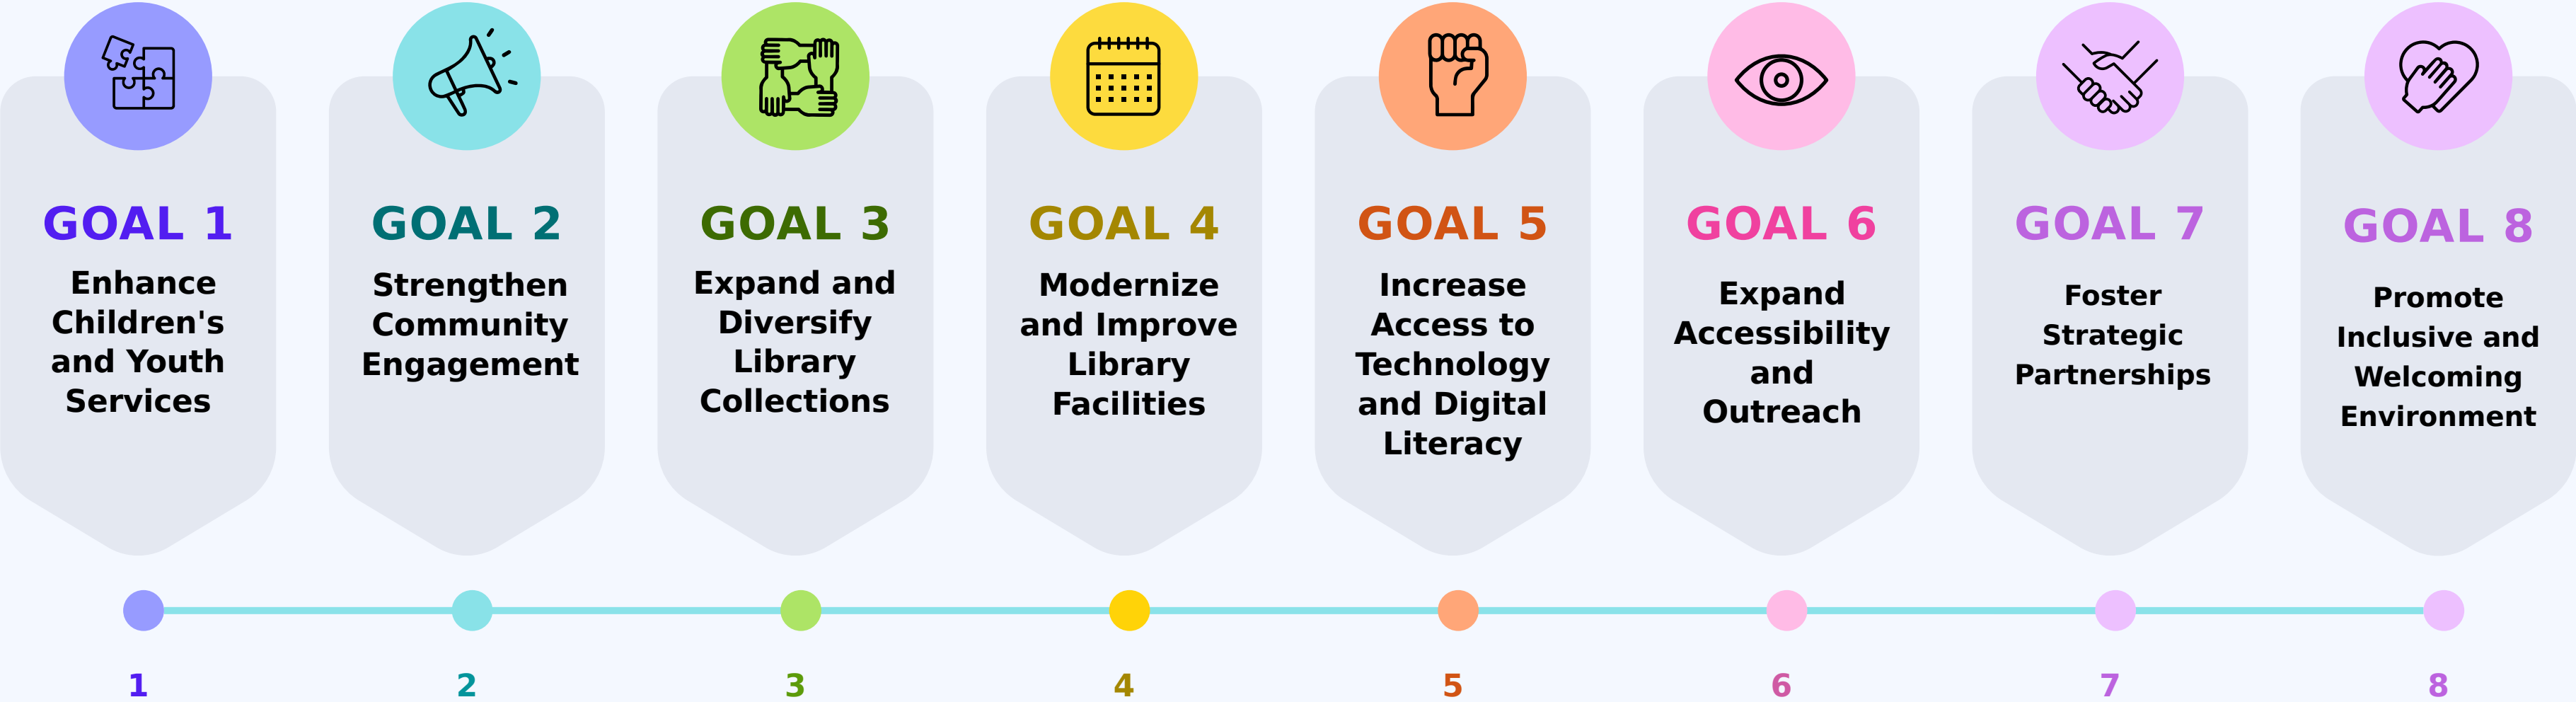 GOAL 1
Enhance
Children's
and Youth
Services
GOAL 2
Strengthen
Community
Engagement
GOAL 3
Expand and
Diversify
Library
Collections
GOAL 4
Modernize
and Improve
Library
Facilities
GOAL 5
Increase
Access to
Technology
and Digital
Literacy
GOAL 6
Expand
Accessibility
and
Outreach
GOAL 7
Foster
Strategic
Partnerships
GOAL 8
Promote
Inclusive and
Welcoming
Environment
1
2
3
4
5
6
7
8